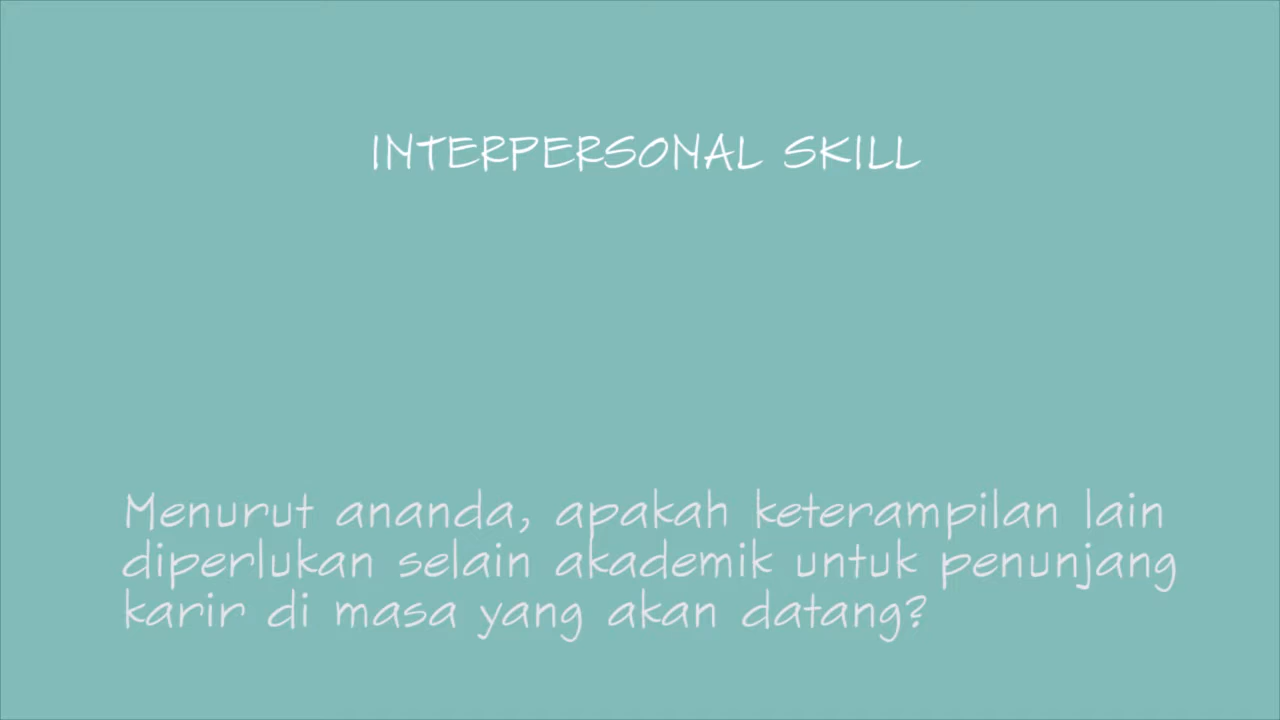 INTERPERSONAL SKILL
Menurut ananda, apakah keterampilan lain
diperlukan selain akademik untuk penunjang
karir di masa yang akan datang?